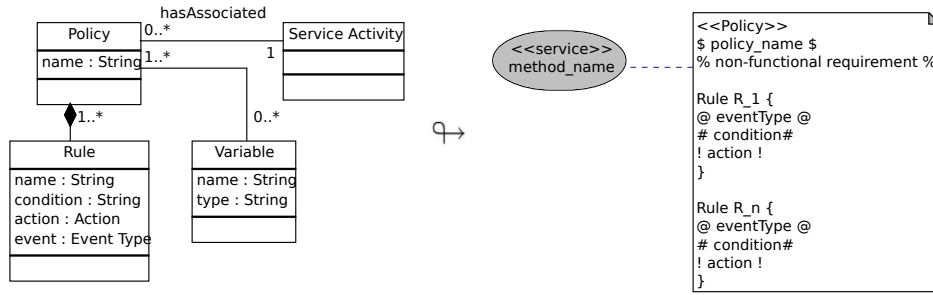 hasAssociated
Policy
name : String
0..*
1
Service Activity
1..*
0..*
1..*
Rule
name : String
condition : String
action : Action
event : Event Type
Variable
name : String
type : String
<<service>>
method_name
<<Policy>>
$ policy_name $
% non-functional requirement %
Rule R_1 {
@ eventType @
# condition#
! action !
}
Rule R_n {
@ eventType @
# condition#
! action !
}